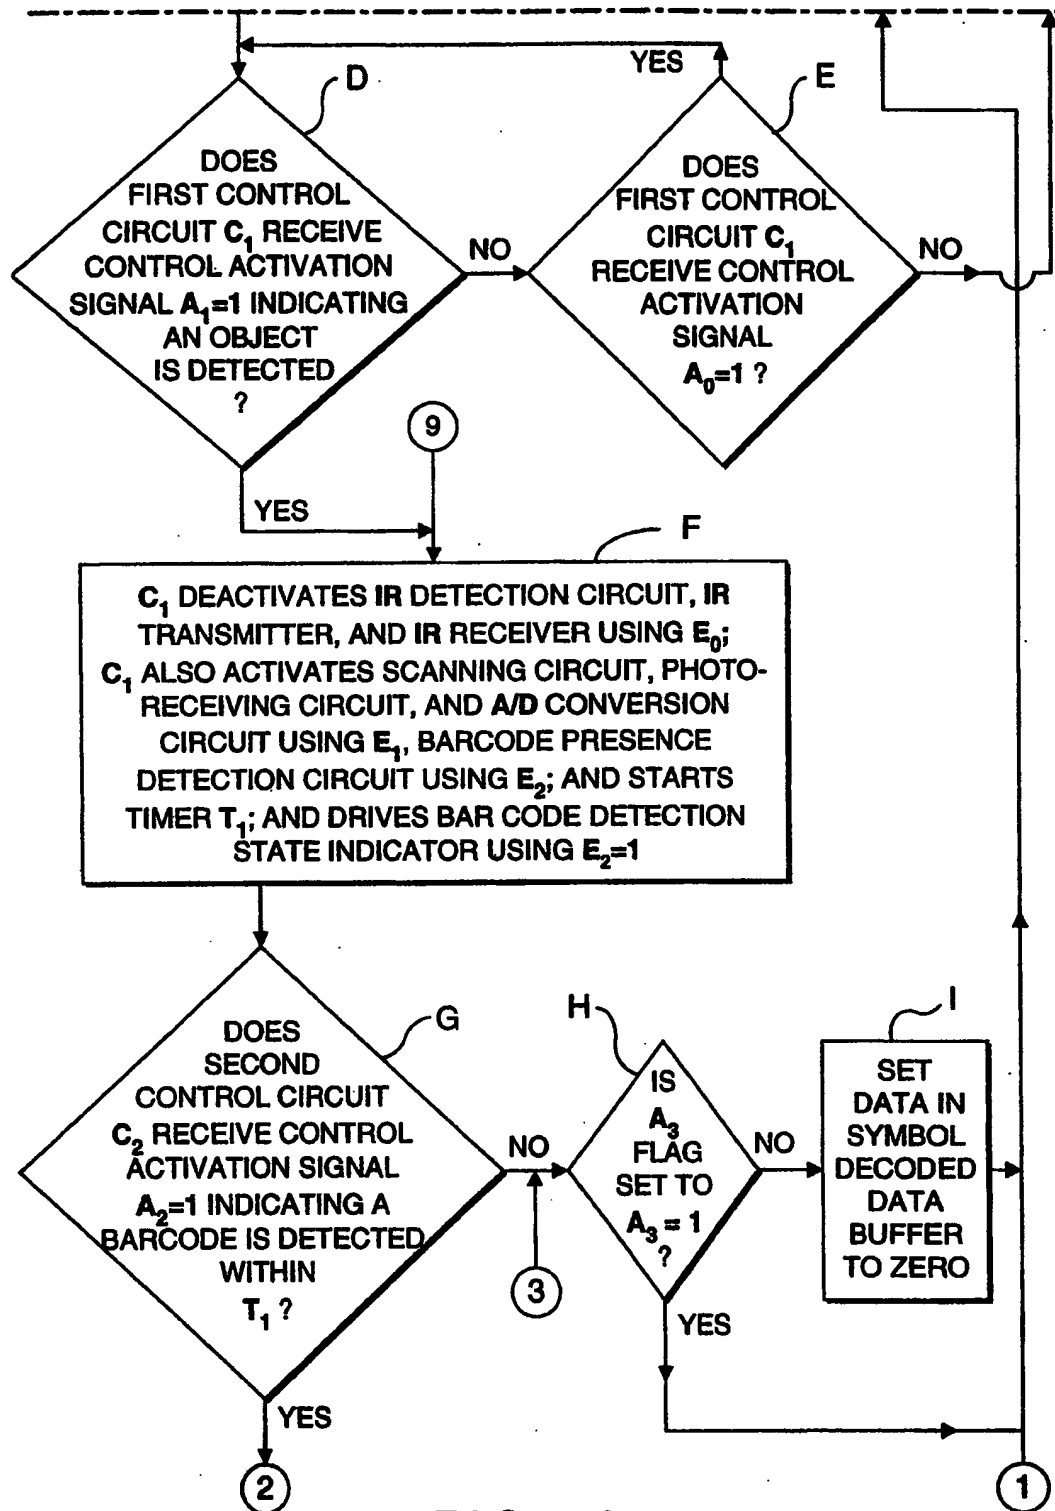 YES
D
E
DOES
FIRST CONTROL
CIRCUIT C₁ RECEIVE
CONTROL ACTIVATION
SIGNAL A₁=1 INDICATING
AN OBJECT
IS DETECTED
?
NO
DOES
FIRST CONTROL
CIRCUIT C₁
RECEIVE CONTROL
ACTIVATION
SIGNAL
A₀=1 ?
NO
9
YES
F
C₁ DEACTIVATES IR DETECTION CIRCUIT, IR
TRANSMITTER, AND IR RECEIVER USING E₀;
C₁ ALSO ACTIVATES SCANNING CIRCUIT, PHOTO-
RECEIVING CIRCUIT, AND A/D CONVERSION
CIRCUIT USING E₁, BARCODE PRESENCE
DETECTION CIRCUIT USING E₂; AND STARTS
TIMER T₁; AND DRIVES BAR CODE DETECTION
STATE INDICATOR USING E₂=1
G
DOES
SECOND
CONTROL CIRCUIT
C₂ RECEIVE CONTROL
ACTIVATION SIGNAL
A₂=1 INDICATING A
BARCODE IS DETECTED
WITHIN
T₁ ?
NO
3
H
IS
A₃
FLAG
SET TO
A₃ = 1
?
NO
YES
I
SET
DATA IN
SYMBOL
DECODED
DATA
BUFFER
TO ZERO
YES
2
1